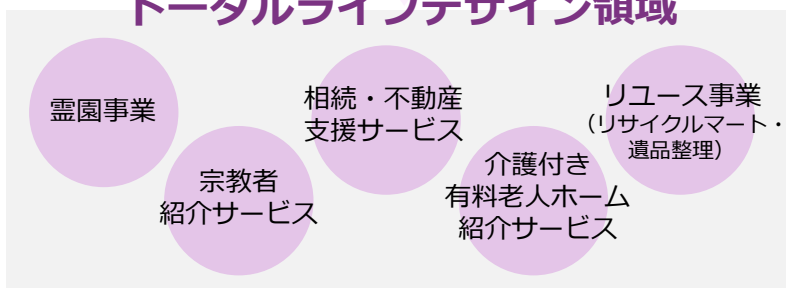 トータルライフデザイン領域
霊園事業
宗教者
紹介サービス
相続・不動産
支援サービス
介護付き
有料老人ホーム
紹介サービス
リユース事業
（リサイクルマート・
遺品整理）